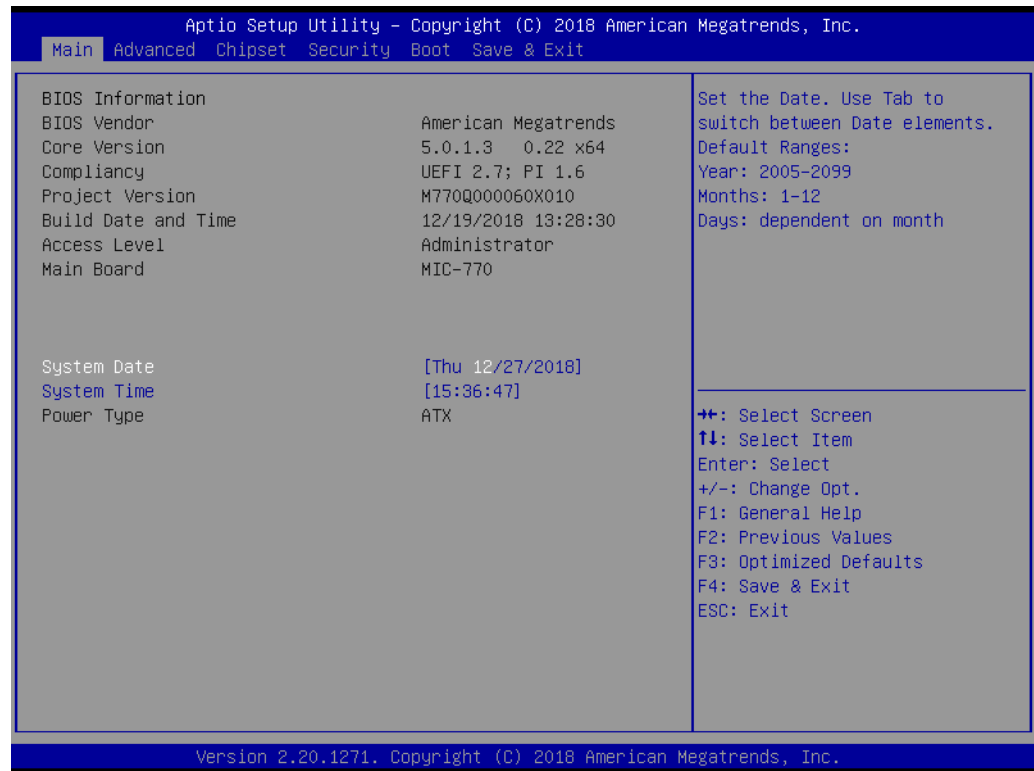 Aptio Setup Utility – Copyright (C) 2018 American Megatrends, Inc.
Main Advanced Chipset Security Boot Save & Exit
BIOS Information
BIOS Vendor American Megatrends
Core Version 5.0.1.3 0.22 x64
Compliancy UEFI 2.7; PI 1.6
Project Version M770Q000060X010
Build Date and Time 12/19/2018 13:28:30
Access Level Administrator
Main Board MIC-770
System Date [Thu 12/27/2018]
System Time [15:36:47]
Power Type ATX
Set the Date. Use Tab to
switch between Date elements.
Default Ranges:
Year: 2005-2099
Months: 1-12
Days: dependent on month
→←: Select Screen
↑↓: Select Item
Enter: Select
+/-: Change Opt.
F1: General Help
F2: Previous Values
F3: Optimized Defaults
F4: Save & Exit
ESC: Exit
Version 2.20.1271. Copyright (C) 2018 American Megatrends, Inc.